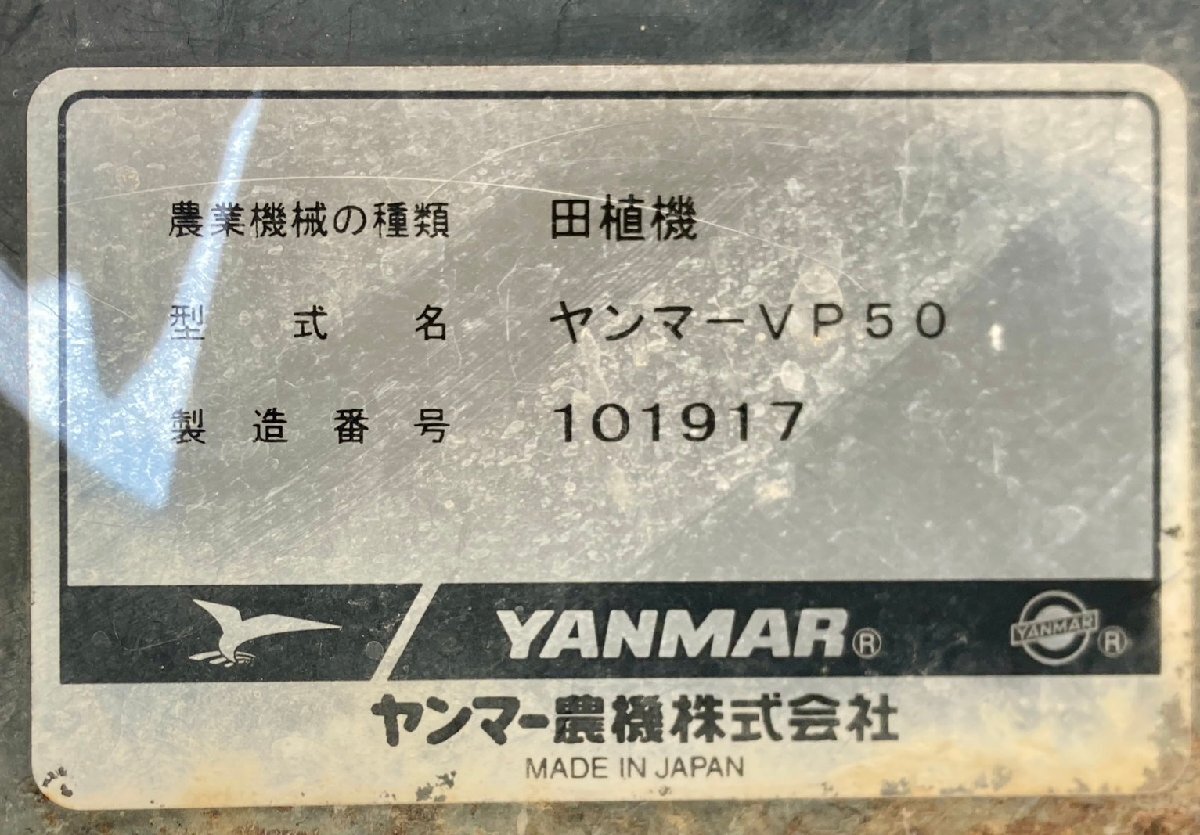 農業機械の種類 田植機
型式名 ヤンマーVP50
製造番号 101917
YANMAR® YANMAR®
ヤンマー農機株式会社
MADE IN JAPAN